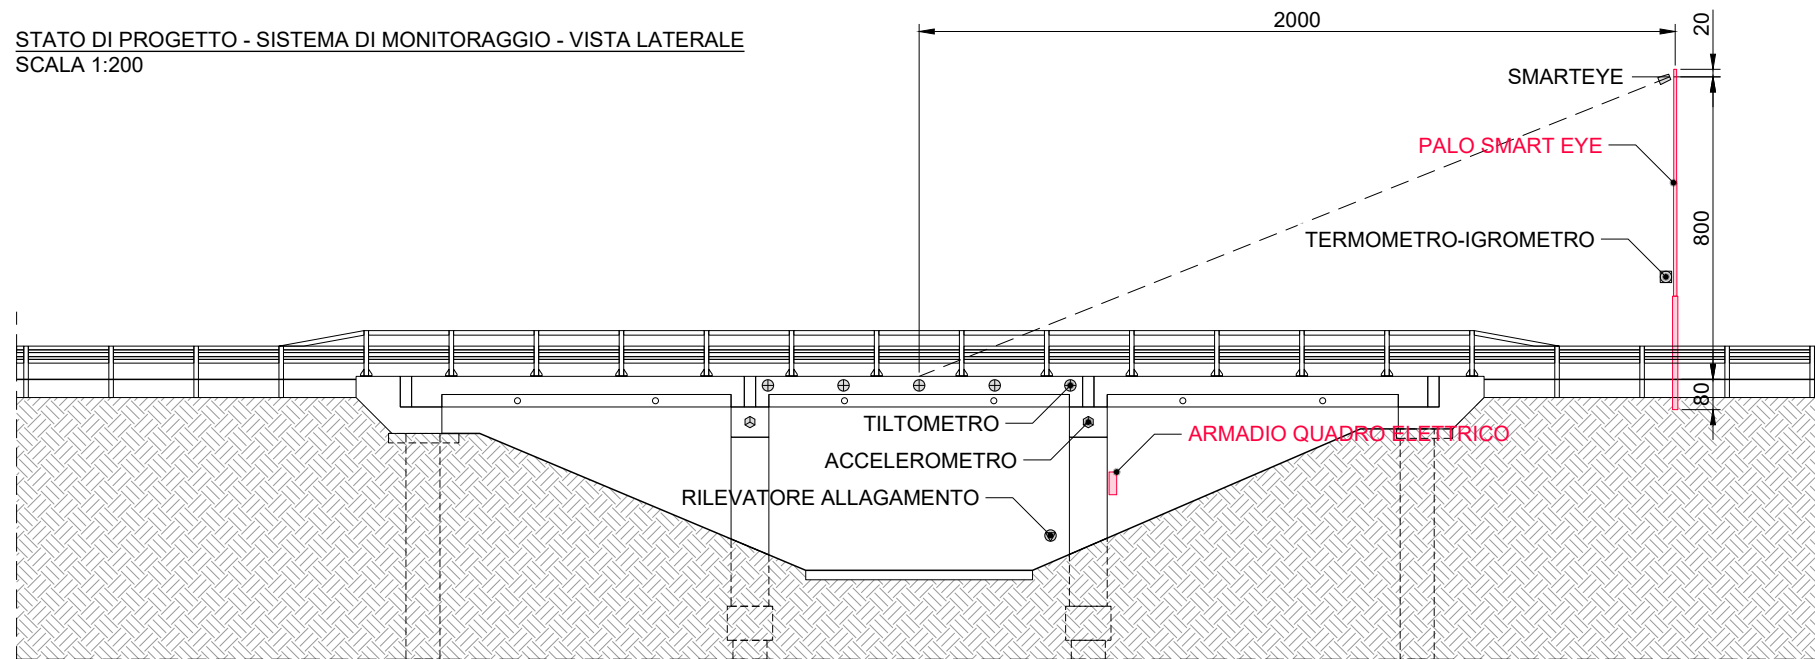 STATO DI PROGETTO - SISTEMA DI MONITORAGGIO - VISTA LATERALE
SCALA 1:200
2000
20
SMARTEYE
PALO SMART EYE
800
TERMOMETRO-IGROMETRO
80
TILTOMETRO
ARMADIO QUADRO ELETTRICO
ACCELEROMETRO
RILEVATORE ALLAGAMENTO